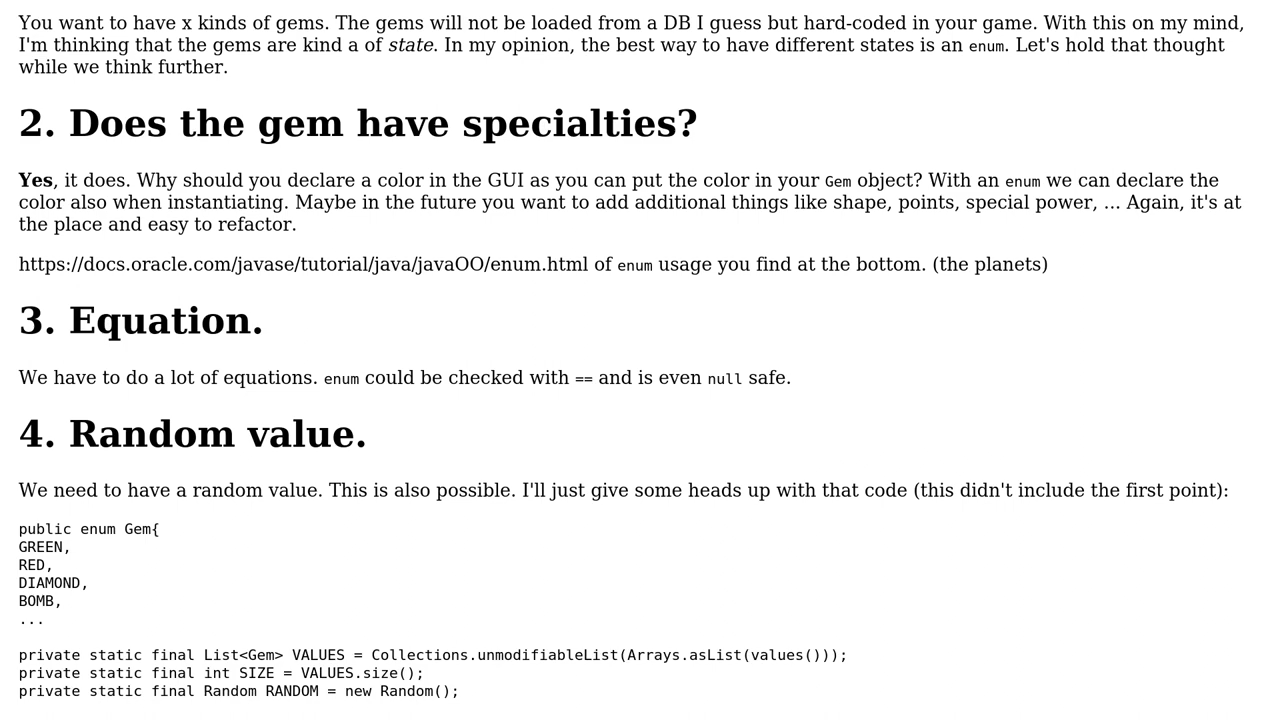 You want to have x kinds of gems. The gems will not be loaded from a DB I guess but hard-coded in your game. With this on my mind,
I'm thinking that the gems are kind a of state. In my opinion, the best way to have different states is an enum. Let's hold that thought
while we think further.
2. Does the gem have specialties?
Yes, it does. Why should you declare a color in the GUI as you can put the color in your Gem object? With an enum we can declare the
color also when instantiating. Maybe in the future you want to add additional things like shape, points, special power, ... Again, it's at
the place and easy to refactor.
https://docs.oracle.com/javase/tutorial/java/javaOO/enum.html of enum usage you find at the bottom. (the planets)
3. Equation.
We have to do a lot of equations. enum could be checked with == and is even null safe.
4. Random value.
We need to have a random value. This is also possible. I'll just give some heads up with that code (this didn't include the first point):
public enum Gem{
GREEN,
RED,
DIAMOND,
BOMB,
...
private static final List<Gem> VALUES = Collections.unmodifiableList(Arrays.asList(values()));
private static final int SIZE = VALUES.size();
private static final Random RANDOM = new Random();